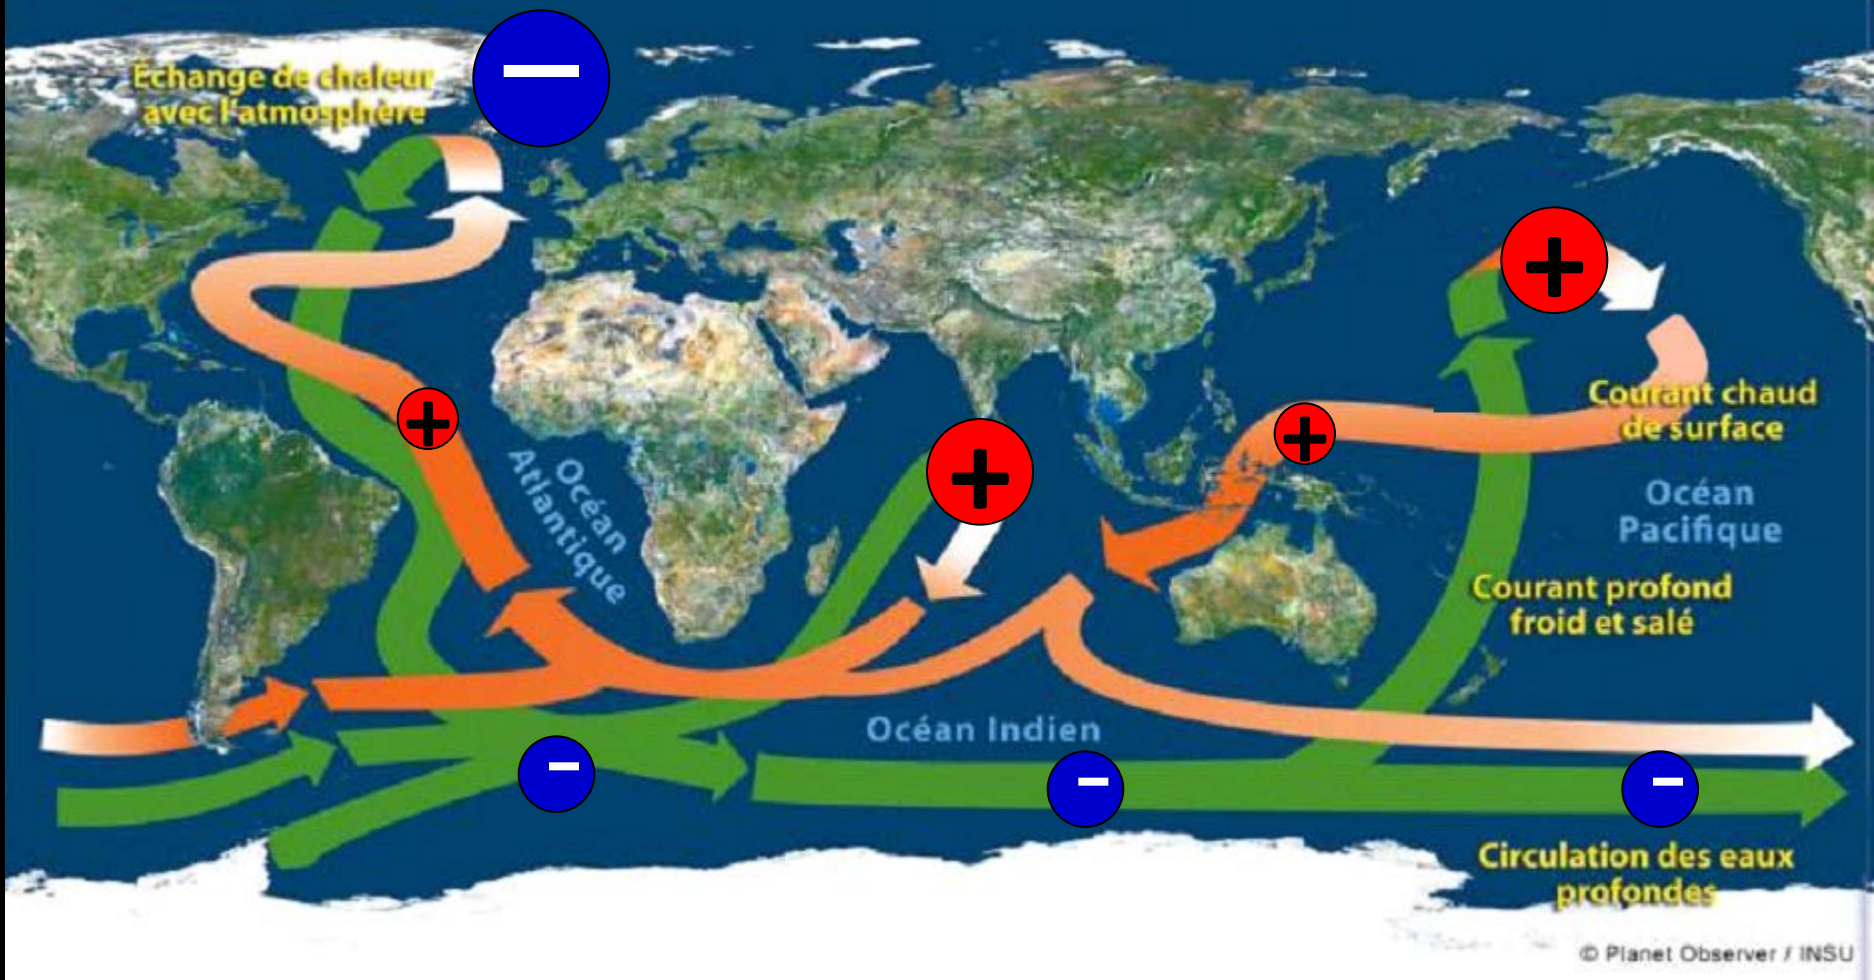 Échange de chaleur
avec l'atmosphère
Océan
Atlantique
Courant chaud
de surface
Océan
Pacifique
Courant profond
froid et salé
Océan Indien
Circulation des eaux
profondes
© Planet Observer / INSU